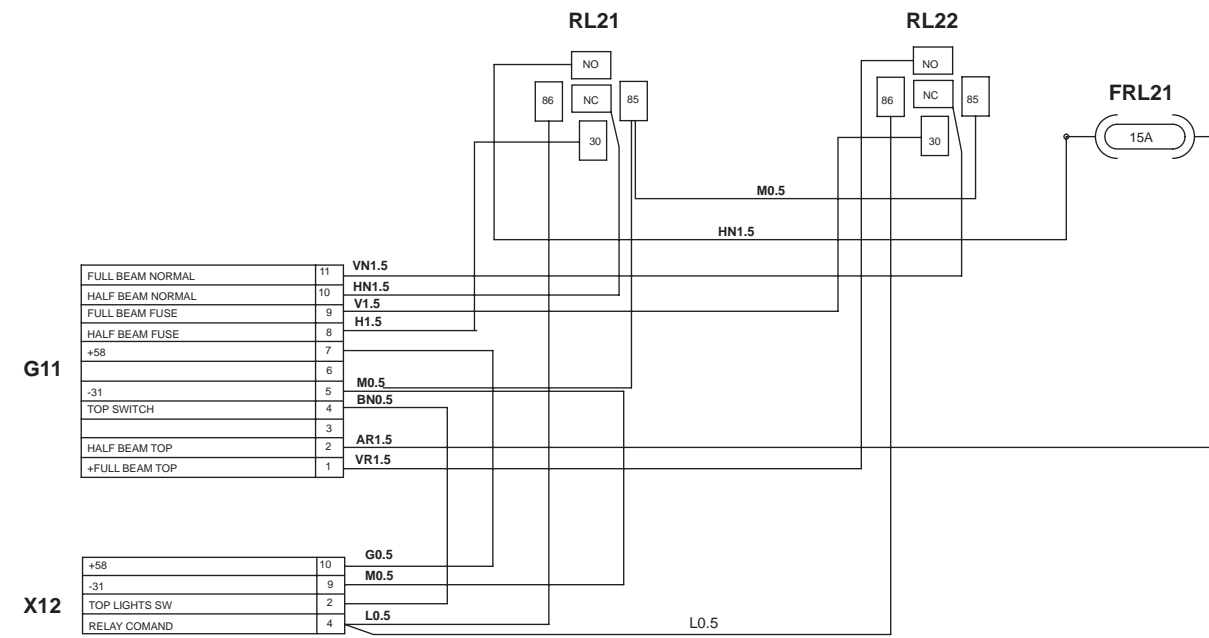 RL21 RL22
NO NO
86 NC 85 86 NC 85 FRL21
30 30 15A
M0.5
HN1.5
FULL BEAM NORMAL 11 VN1.5
HALF BEAM NORMAL 10 HN1.5
FULL BEAM FUSE 9 V1.5
HALF BEAM FUSE 8 H1.5
+58 7
G11 6
-31 5 M0.5
TOP SWITCH 4 BN0.5
3
HALF BEAM TOP 2 AR1.5
+FULL BEAM TOP 1 VR1.5
+58 10 G0.5
-31 9 M0.5
X12 TOP LIGHTS SW 2
RELAY COMAND 4 L0.5 L0.5